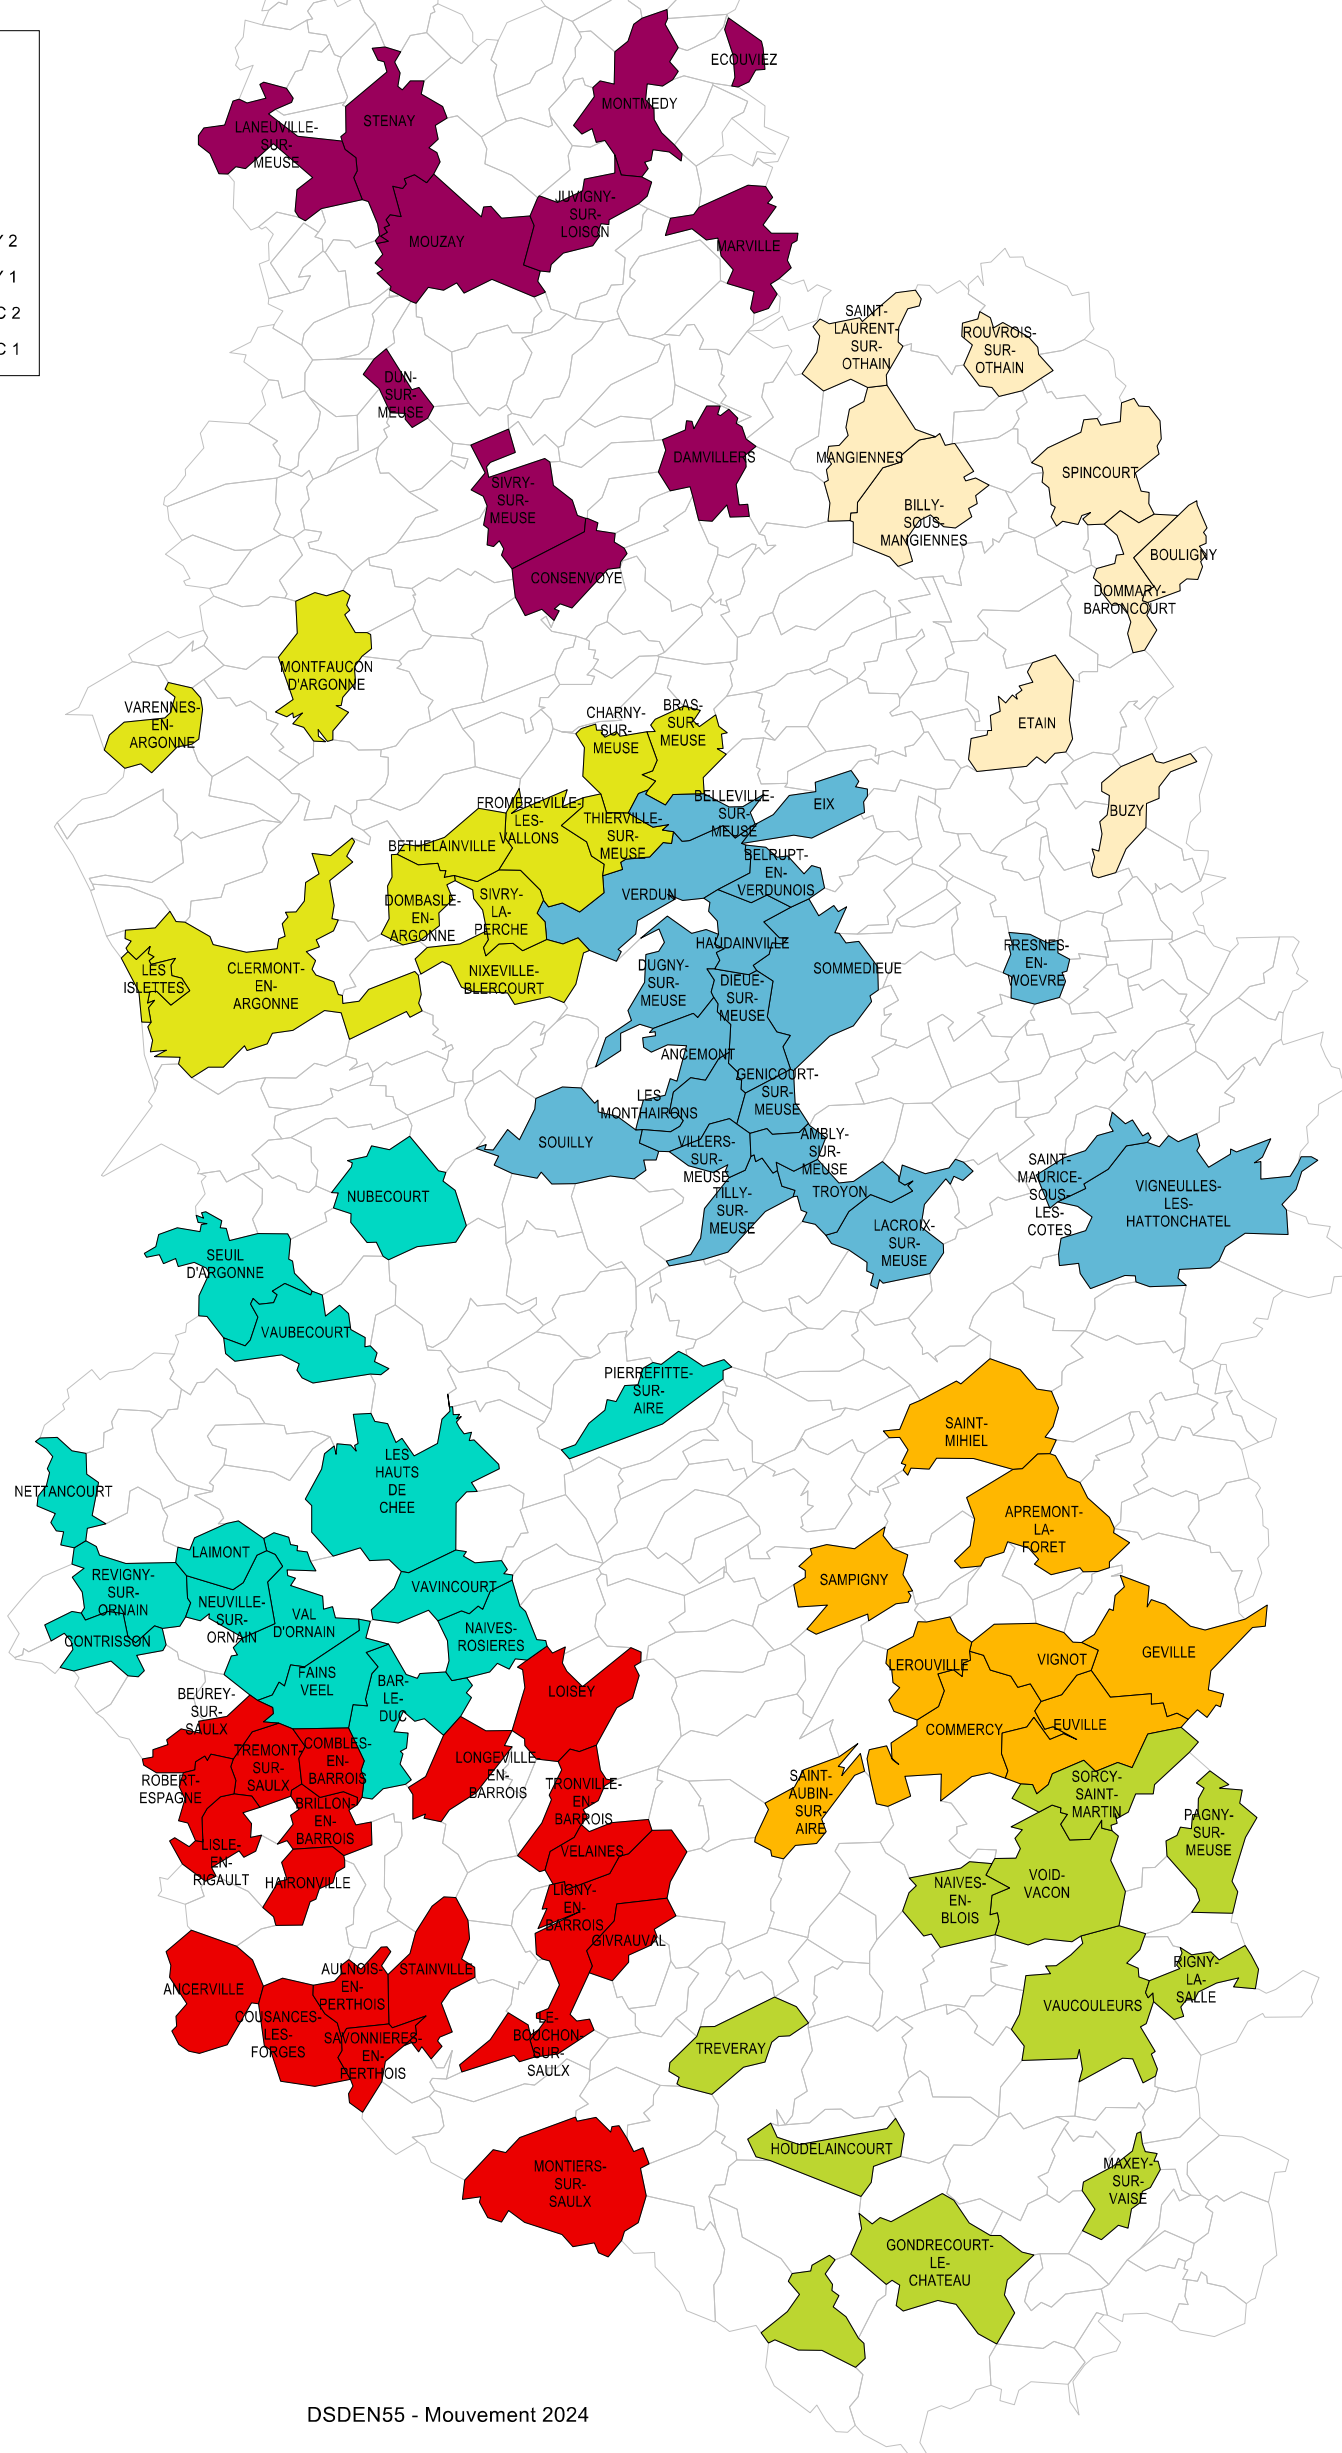 ECOUVIEZ
MONTMEDY
LANEUVILLE-
SUR-
MEUSE
STENAY
JUVIGNY-
SUR-
LOISON
MOUZAY
MARVILLE
Y 2
Y 1
C 2
C 1
SAINT-
LAURENT-
SUR-
OTHAIN
ROUVROIS-
SUR-
OTHAIN
DUN-
SUR-
MEUSE
DAMVILLERS
MANGIENNES
SPINCOURT
SIVRY-
SUR-
MEUSE
BILLY-
SOUS-
MANGIENNES
BOULIGNY
CONSENVOYE
DOMMARY-
BARONCOURT
MONTFAUCON
D'ARGONNE
VARENNES-
EN-
ARGONNE
CHARNY-
SUR-
MEUSE
BRAS-
SUR-
MEUSE
ETAIN
BUZY
FROMEREVILLE-
LES-
VALLONS
THIERVILLE-
SUR-
MEUSE
BELLEVILLE-
SUR-
MEUSE
EIX
BETHELAINVILLE
BELRUPT-
EN-
VERDUNOIS
VERDUN
DOMBASLE-
EN-
ARGONNE
SIVRY-
LA-
PERCHE
HAUDAINVILLE
FRESNES-
EN-
WOEVRE
LES
ISLETTES
CLERMONT-
EN-
ARGONNE
NIXEVILLE-
BLERCOURT
DUGNY-
SUR-
MEUSE
DIEUE-
SUR-
MEUSE
SOMMEDIEUE
ANCEMONT
GENICOURT-
SUR-
MEUSE
LES
MONTHAIRONS
SOUILLY
VILLERS-
SUR-
MEUSE
AMBLY-
SUR-
MEUSE
TILLY-
SUR-
MEUSE
TROYON
LACROIX-
SUR-
MEUSE
SAINT-
MAURICE-
SOUS-
LES-
COTES
VIGNEULLES-
LES-
HATTONCHATEL
NUBECOURT
SEUIL
D'ARGONNE
VAUBECOURT
PIERREFITTE-
SUR-
AIRE
SAINT-
MIHIEL
LES
HAUTS
DE
CHEE
NETTANCOURT
APREMONT-
LA-
FORET
LAIMONT
REVIGNY-
SUR-
ORNAIN
NEUVILLE-
SUR-
ORNAIN
VAL
D'ORNAIN
VAVINCOURT
SAMPIGNY
CONTRISSON
NAIVES-
ROSIERES
FAINS
VEEL
BAR-
LE-
DUC
LOISEY
LEROUVILLE
VIGNOT
GEVILLE
BEUREY-
SUR-
SAULX
COMMERCY
EUVILLE
TREMONT-
SUR-
SAULX
COMBLES-
EN-
BARROIS
LONGEVILLE-
EN-
BARROIS
ROBERT-
ESPAGNE
TRONVILLE-
EN
BARROIS
SAINT-
AUBIN-
SUR-
AIRE
SORCY-
SAINT-
MARTIN
BRILLON-
EN-
BARROIS
PAGNY-
SUR-
MEUSE
LISLE-
EN-
RIGAULT
VELAINES
HAIRONVILLE
LIGNY-
EN-
BARROIS
NAIVES-
EN-
BLOIS
VOID-
VACON
GIVRAUVAL
ANCERVILLE
AULNOIS-
EN-
PERTHOIS
STAINVILLE
RIGNY-
LA-
SALLE
COUSANCES-
LES-
FORGES
SAVONNIERES-
EN-
PERTHOIS
LE-
BOUCHON-
SUR-
SAULX
VAUCOULEURS
TREVERAY
HOUDELAINCOURT
MONTIERS-
SUR-
SAULX
MAXEY-
SUR-
VAISE
GONDRECOURT-
LE-
CHATEAU
DSDEN55 - Mouvement 2024